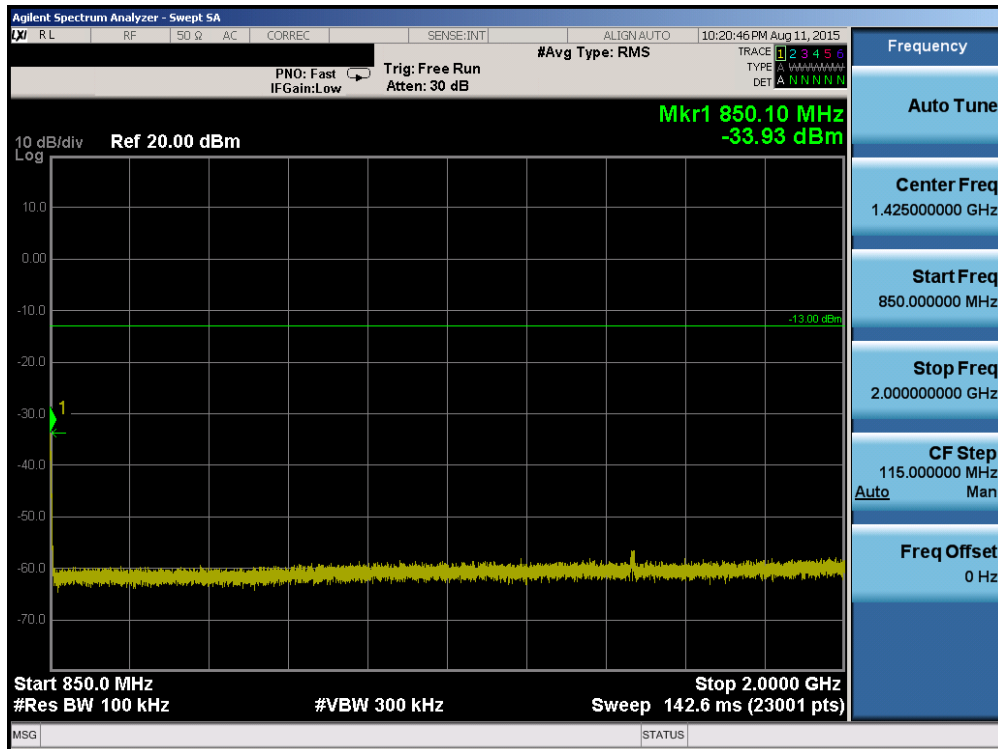 Agilent Spectrum Analyzer - Swept SA
LXI RL RF 50 Ω AC CORREC SENSE:INT ALIGN AUTO 10:20:46 PM Aug 11, 2015
Frequency
PNO: Fast
IFGain:Low
Trig: Free Run
Atten: 30 dB
#Avg Type: RMS
TRACE 1 2 3 4 5 6
TYPE A WWWWW
DET A N N N N N
Auto Tune
Mkr1 850.10 MHz
-33.93 dBm
10 dB/div Ref 20.00 dBm
Log
10.0
0.00
-10.0
-13.00 dBm
-20.0
-30.0
1
-40.0
-50.0
-60.0
-70.0
Center Freq
1.425000000 GHz
Start Freq
850.000000 MHz
Stop Freq
2.000000000 GHz
CF Step
115.000000 MHz
Auto Man
Freq Offset
0 Hz
Start 850.0 MHz Stop 2.0000 GHz
#Res BW 100 kHz #VBW 300 kHz Sweep 142.6 ms (23001 pts)
MSG STATUS